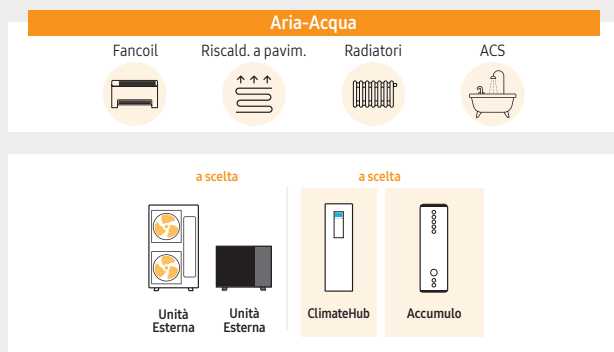 Aria-Acqua
Fancoil
Riscald. a pavim.
Radiatori
ACS
a scelta
a scelta
Unità
Esterna
Unità
Esterna
ClimateHub
Accumulo